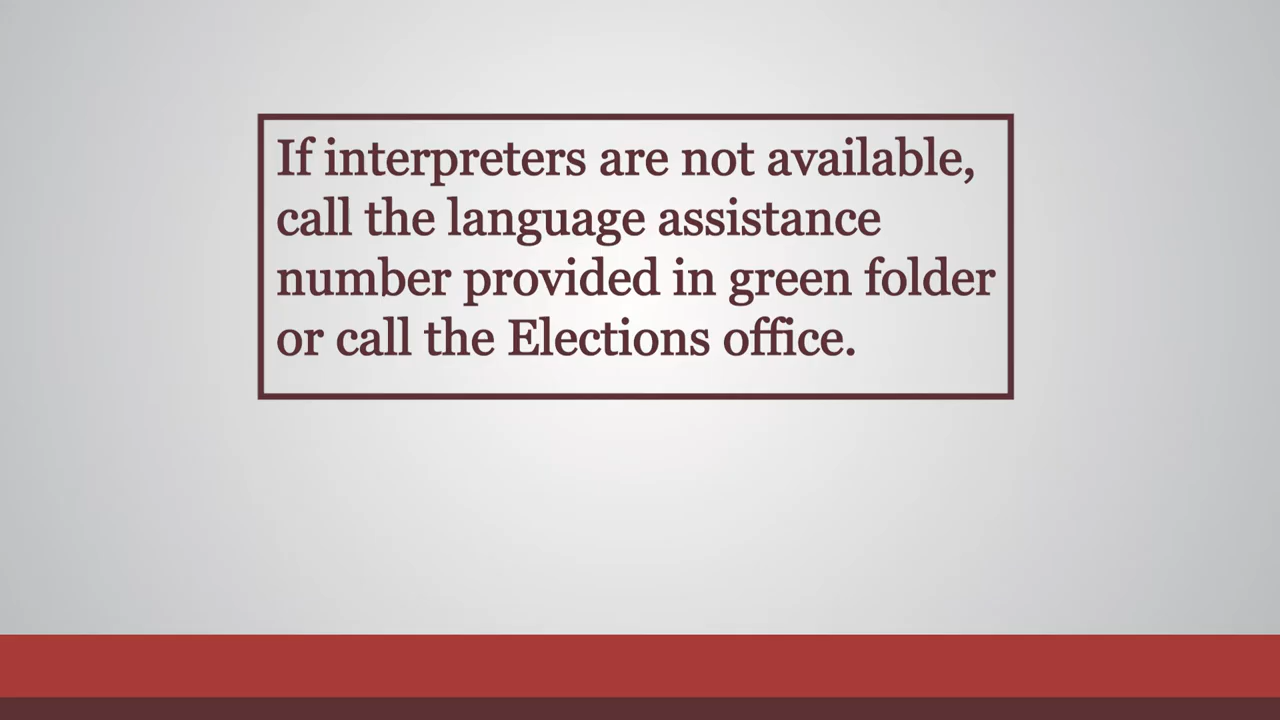 If interpreters are not available,
call the language assistance
number provided in green folder
or call the Elections office.